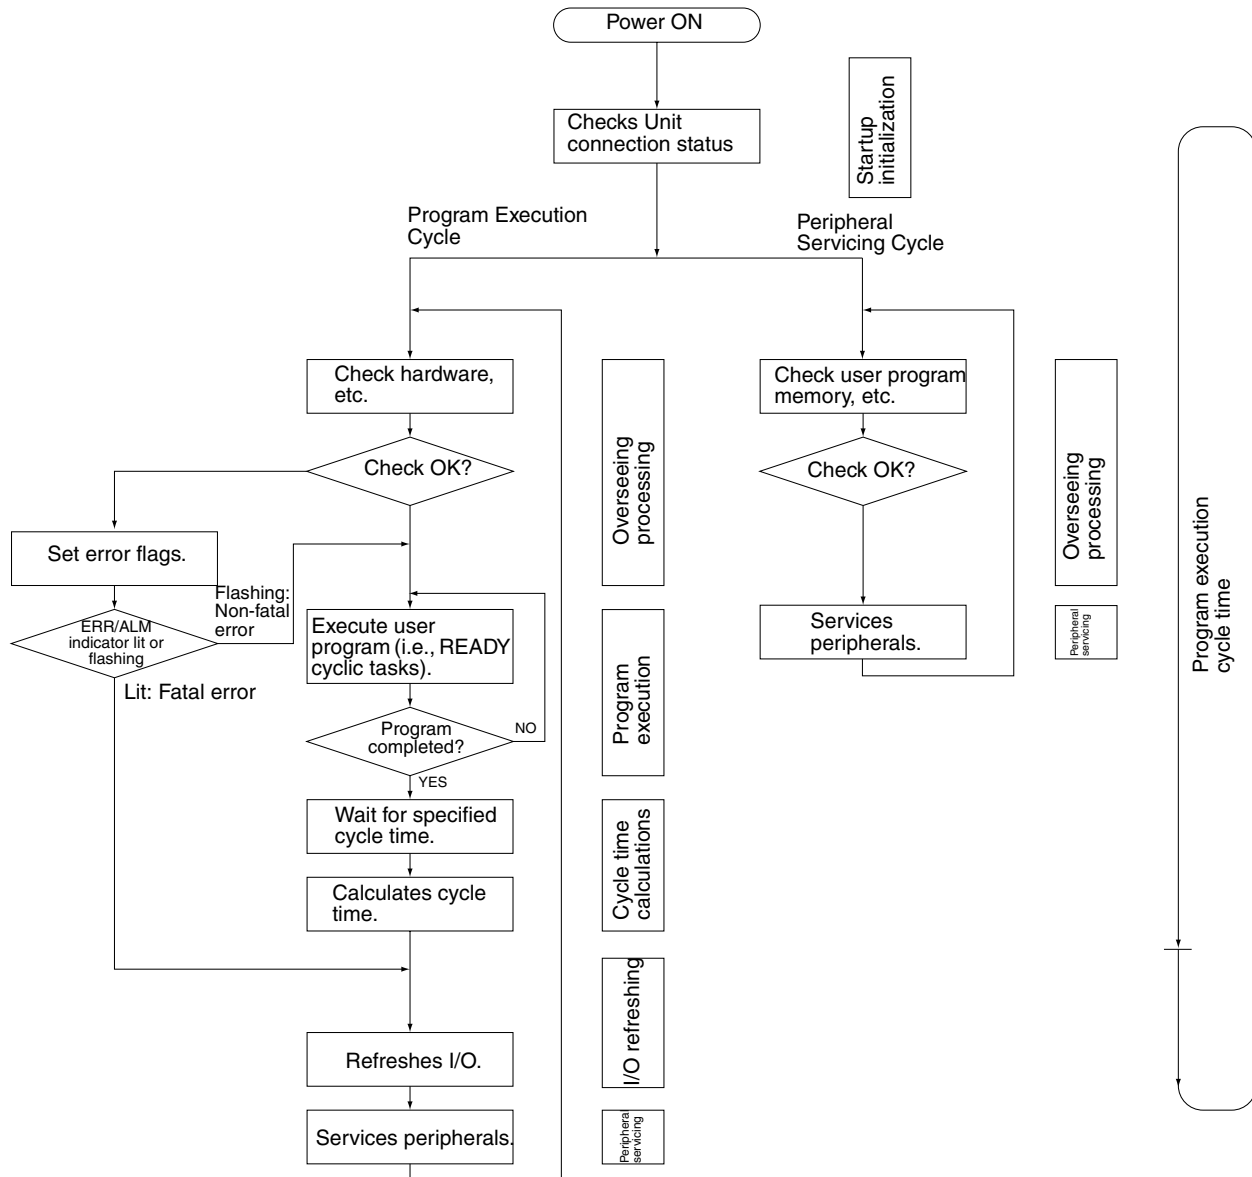 Power ON
Checks Unit
connection status
Startup
initialization
Program Execution
Cycle
Peripheral
Servicing Cycle
Check hardware,
etc.
Check OK?
Set error flags.
Flashing:
Non-fatal
error
ERR/ALM
indicator lit or
flashing
Lit: Fatal error
Execute user
program (i.e., READY
cyclic tasks).
Program
completed?
NO
YES
Wait for specified
cycle time.
Calculates cycle
time.
Refreshes I/O.
Services peripherals.
Overseeing
processing
Program
execution
Cycle time
calculations
I/O refreshing
Peripheral
servicing
Check user program
memory, etc.
Check OK?
Services
peripherals.
Overseeing
processing
Peripheral
servicing
Program execution
cycle time